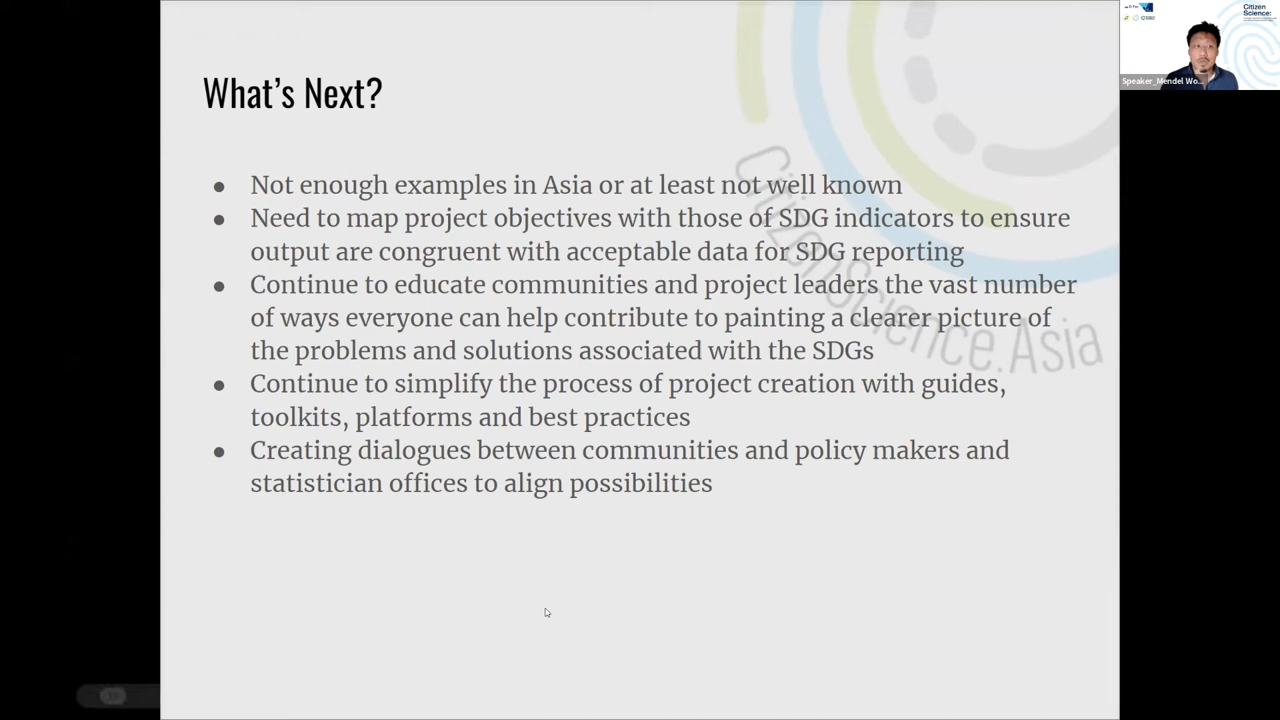 What's Next?
● Not enough examples in Asia or at least not well known
● Need to map project objectives with those of SDG indicators to ensure
output are congruent with acceptable data for SDG reporting
● Continue to educate communities and project leaders the vast number
of ways everyone can help contribute to painting a clearer picture of
the problems and solutions associated with the SDGs
● Continue to simplify the process of project creation with guides,
toolkits, platforms and best practices
● Creating dialogues between communities and policy makers and
statistician offices to align possibilities
CitizenScience.Asia
Citizen
Science:
Speaker_Mendel Wo...